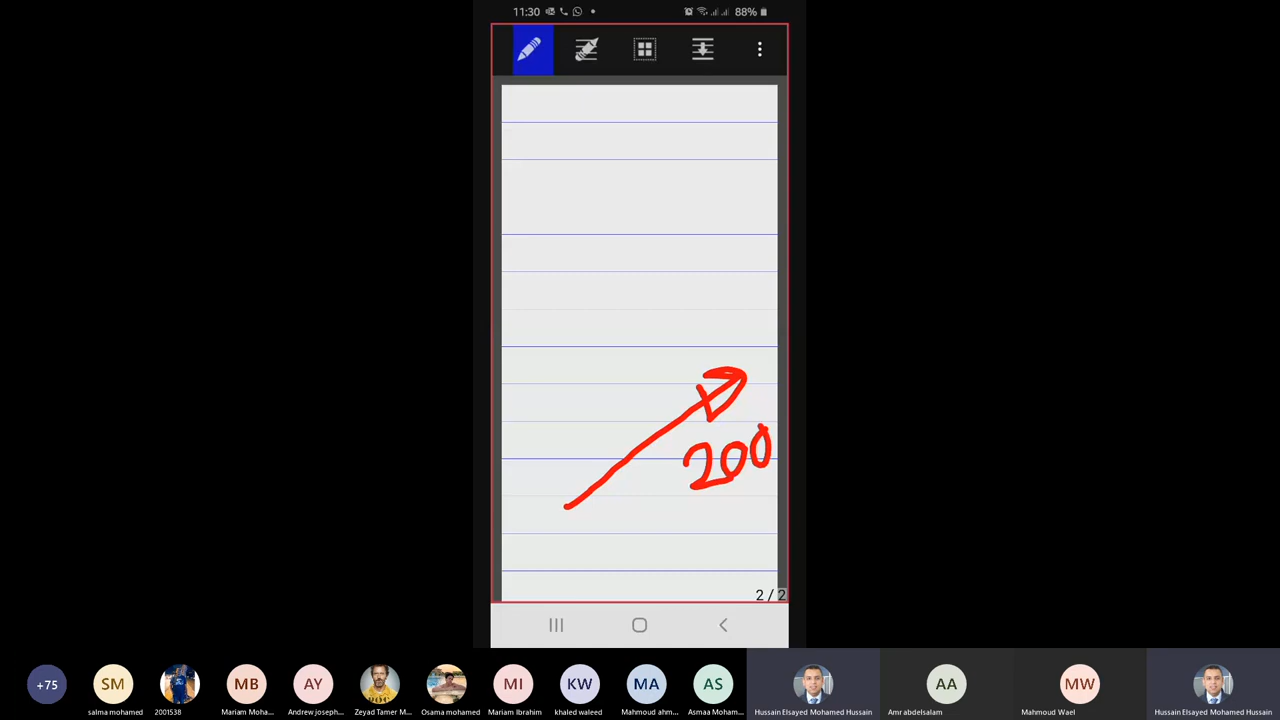 11:30
88%
200
2 / 2
+75 SM MB AY MI KW MA AS AA MW
salma mohamed 2001538 Mariam Moha... Andrew joseph... Zeyad Tamer M... Osama mohamed Mariam Ibrahim khaled waleed Mahmoud ahm... Asmaa Moham... Hussain Elsayed Mohamed Hussain Amr abdelsalam Mahmoud Wael Hussain Elsayed Mohamed Hussain